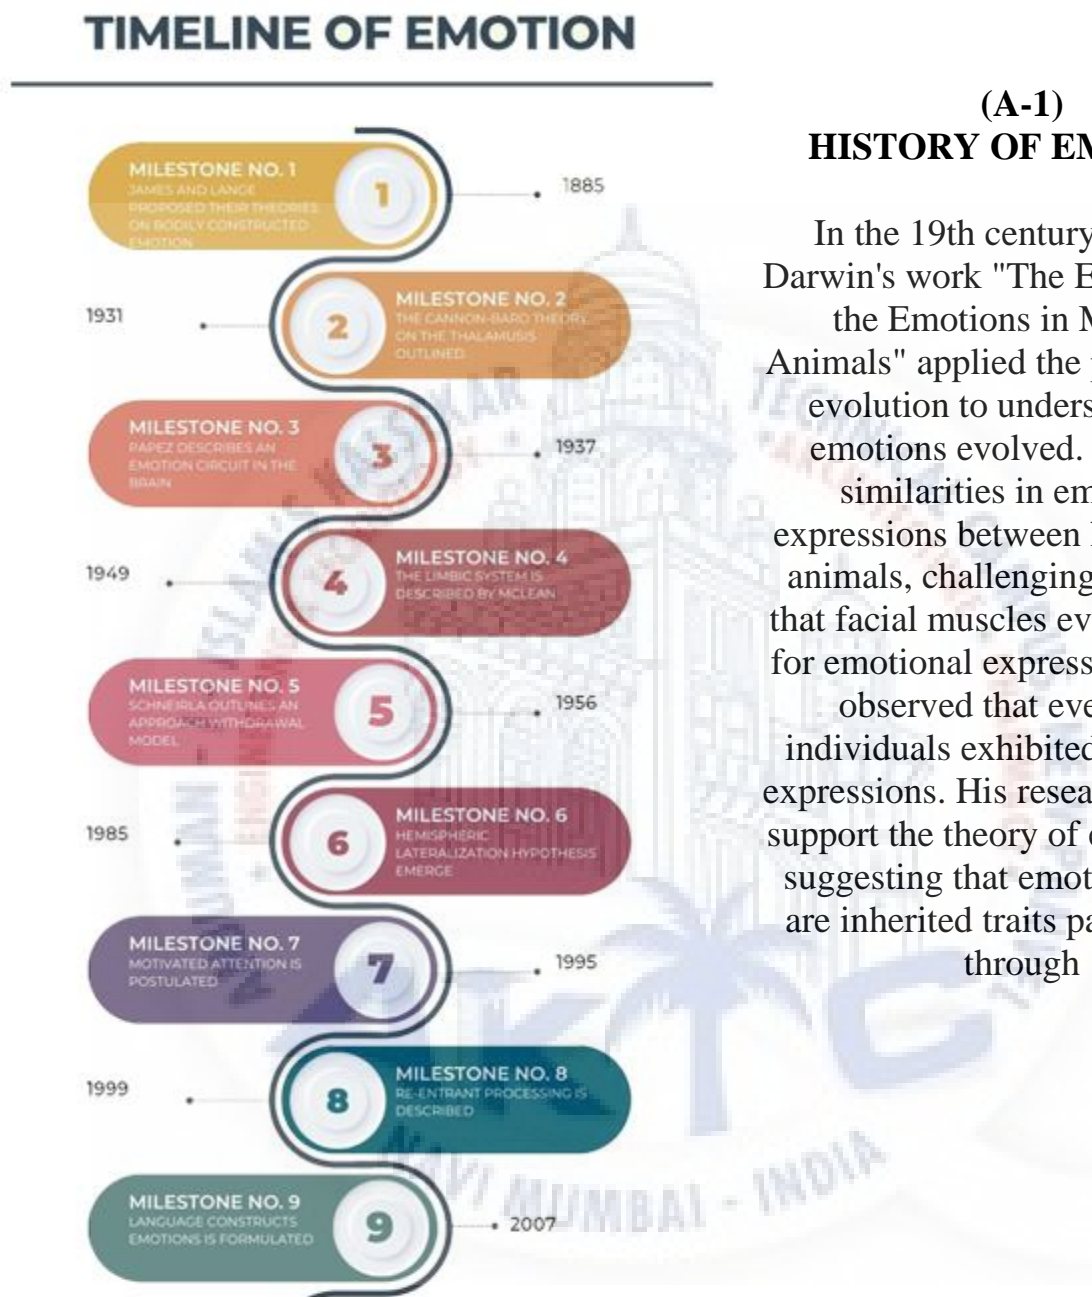 TIMELINE OF EMOTION
MILESTONE NO. 1
JAMES AND LANGE
PROPOSED THEIR THEORIES
ON BODILY CONSTRUCTED
EMOTION
1
1885
1931
2
MILESTONE NO. 2
THE CANNON-BARD THEORY
ON THE THALAMUSIS
OUTLINED
MILESTONE NO. 3
PAPEZ DESCRIBES AN
EMOTION CIRCUIT IN THE
BRAIN
3
1937
1949
4
MILESTONE NO. 4
THE LIMBIC SYSTEM IS
DESCRIBED BY MCLEAN
MILESTONE NO. 5
SCHNEIRLA OUTLINES AN
APPROACH WITHDRAWAL
MODEL
5
1956
1985
6
MILESTONE NO. 6
HEMISPHERIC
LATERALIZATION HYPOTHESIS
EMERGE
MILESTONE NO. 7
MOTIVATED ATTENTION IS
POSTULATED
7
1995
1999
8
MILESTONE NO. 8
RE-ENTRANT PROCESSING IS
DESCRIBED
MILESTONE NO. 9
LANGUAGE CONSTRUCTS
EMOTIONS IS FORMULATED
9
2007
(A-1)
HISTORY OF EM
In the 19th century
Darwin's work "The E
the Emotions in M
Animals" applied the
evolution to unders
emotions evolved.
similarities in em
expressions between
animals, challenging
that facial muscles ev
for emotional express
observed that eve
individuals exhibited
expressions. His resea
support the theory of
suggesting that emot
are inherited traits pa
through
AKTC
NAVI MUMBAI - INDIA